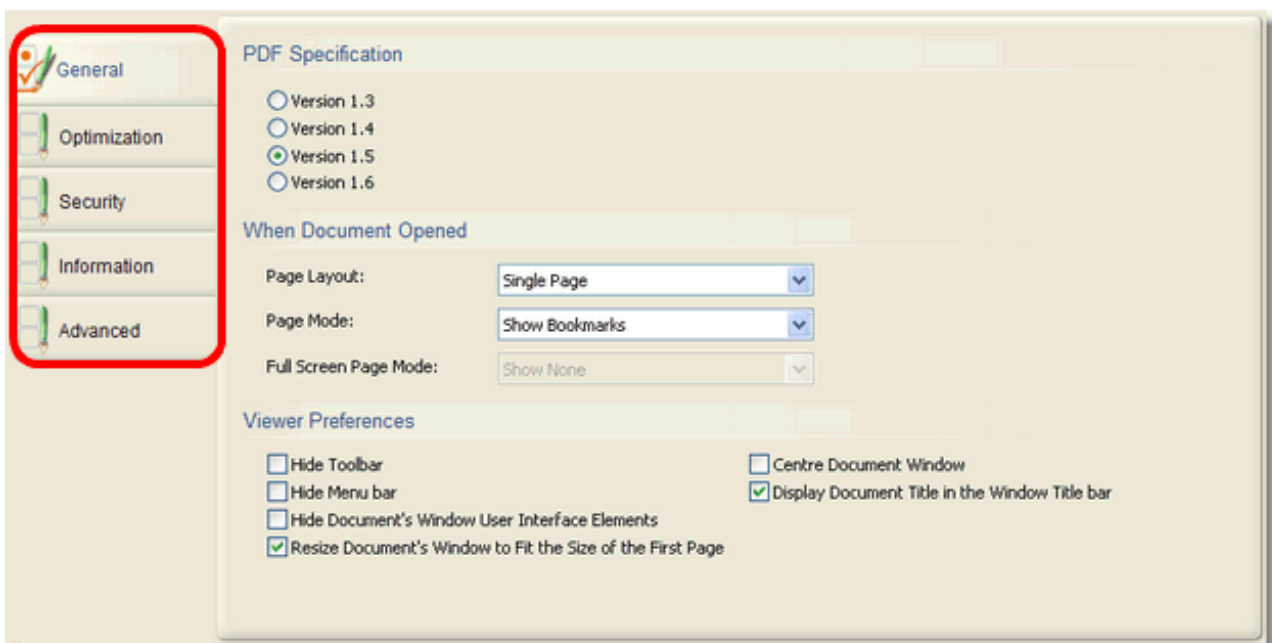 General
Optimization
Security
Information
Advanced
PDF Specification
Version 1.3
Version 1.4
Version 1.5
Version 1.6
When Document Opened
Page Layout: Single Page
Page Mode: Show Bookmarks
Full Screen Page Mode: Show None
Viewer Preferences
Hide Toolbar
Hide Menu bar
Hide Document's Window User Interface Elements
Resize Document's Window to Fit the Size of the First Page
Centre Document Window
Display Document Title in the Window Title bar